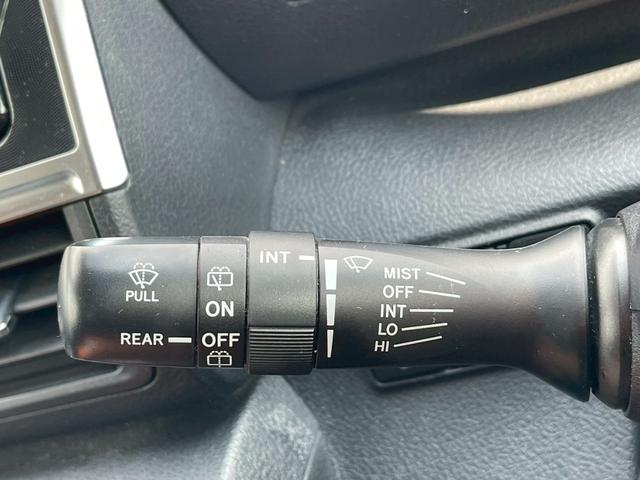 PULL
REAR
ON
OFF
INT
MIST
OFF
INT
LO
HI